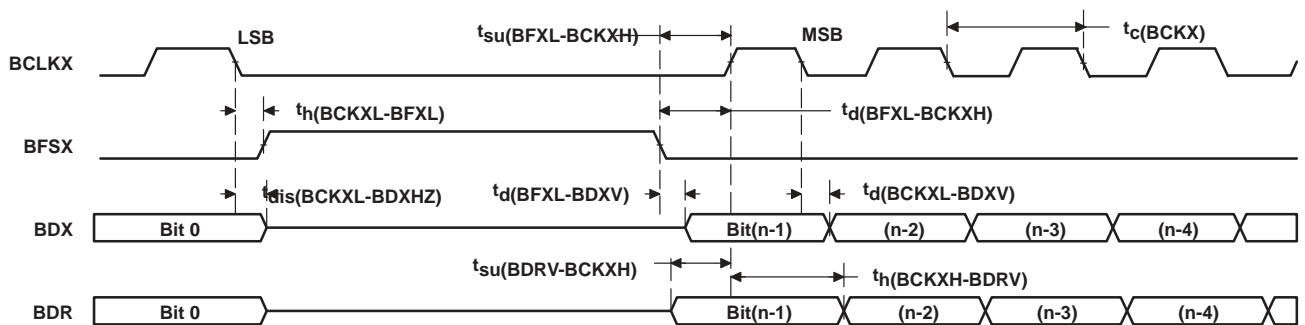 LSB
tsu(BFXL-BCKXH)
MSB
tc(BCKX)
BCLKX
th(BCKXL-BFXL)
td(BFXL-BCKXH)
BFSX
tdis(BCKXL-BDXHZ)
td(BFXL-BDXV)
td(BCKXL-BDXV)
BDX
Bit 0
Bit(n-1)
(n-2)
(n-3)
(n-4)
tsu(BDRV-BCKXH)
th(BCKXH-BDRV)
BDR
Bit 0
Bit(n-1)
(n-2)
(n-3)
(n-4)